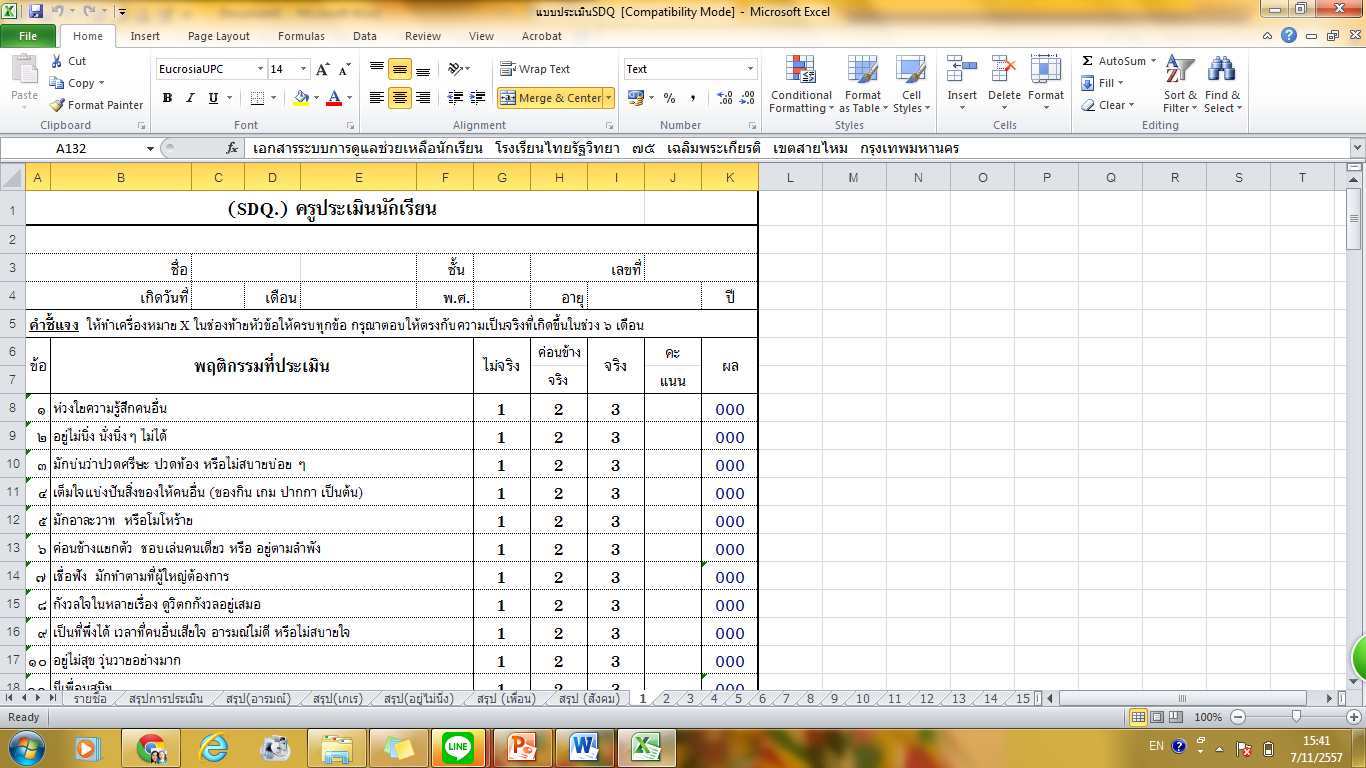 แบบประเมินSDQ [Compatibility Mode] - Microsoft Excel
File Home Insert Page Layout Formulas Data Review View Acrobat
Cut
Copy
Format Painter
Paste
Clipboard
EucrosiaUPC 14
B I U
Font
Wrap Text
Merge & Center
Alignment
Text
Number
Conditional Formatting
Format as Table
Cell Styles
Styles
Insert Delete Format
Cells
AutoSum
Fill
Clear
Sort & Filter
Find & Select
Editing
A132 fx เอกสารระบบการดูแลช่วยเหลือนักเรียน โรงเรียนไทยรัฐวิทยา ๗๕ เฉลิมพระเกียรติ เขตสายไหม กรุงเทพมหานคร
A B C D E F G H I J K L M N O P Q R S T
1 (SDQ.) ครูประเมินนักเรียน
2
3 ชื่อ ชั้น เลขที่
4 เกิดวันที่ เดือน พ.ศ. อายุ ปี
5 คำชี้แจง ให้ทำเครื่องหมาย X ในช่องท้ายหัวข้อให้ครบทุกข้อ กรุณาตอบให้ตรงกับความเป็นจริงที่เกิดขึ้นในช่วง ๖ เดือน
6 ข้อ พฤติกรรมที่ประเมิน ไม่จริง ค่อนข้าง จริง คะ ผล
7 จริง แนน
8 ๑ ห่วงใยความรู้สึกคนอื่น 1 2 3 000
9 ๒ อยู่ไม่นิ่ง นั่งนิ่งๆ ไม่ได้ 1 2 3 000
10 ๓ มักบ่นว่าปวดศรีษะ ปวดท้อง หรือไม่สบายบ่อย ๆ 1 2 3 000
11 ๔ เต็มใจแบ่งปันสิ่งของให้คนอื่น (ของกิน เกม ปากกา เป็นต้น) 1 2 3 000
12 ๕ มักอาละวาท หรือโมโหร้าย 1 2 3 000
13 ๖ ค่อนข้างแยกตัว ชอบเล่นคนเดียว หรือ อยู่ตามลำพัง 1 2 3 000
14 ๗ เชื่อฟัง มักทำตามที่ผู้ใหญ่ต้องการ 1 2 3 000
15 ๘ กังวลใจในหลายเรื่อง ดูวิตกกังวลอยู่เสมอ 1 2 3 000
16 ๙ เป็นที่พึ่งได้ เวลาที่คนอื่นเสียใจ อารมณ์ไม่ดี หรือไม่สบายใจ 1 2 3 000
17 ๑๐ อยู่ไม่สุข วุ่นวายอย่างมาก 1 2 3 000
18 ๑๑ มีเพื่อนสนิท 1 2 3 000
รายชื่อ สรุปการประเมิน สรุป(อารมณ์) สรุป(เกเร) สรุป(อยู่ไม่นิ่ง) สรุป (เพื่อน) สรุป (สังคม) 1 2 3 4 5 6 7 8 9 10 11 12 13 14 15
Ready 100%
LINE EN 15:41
7/11/2557